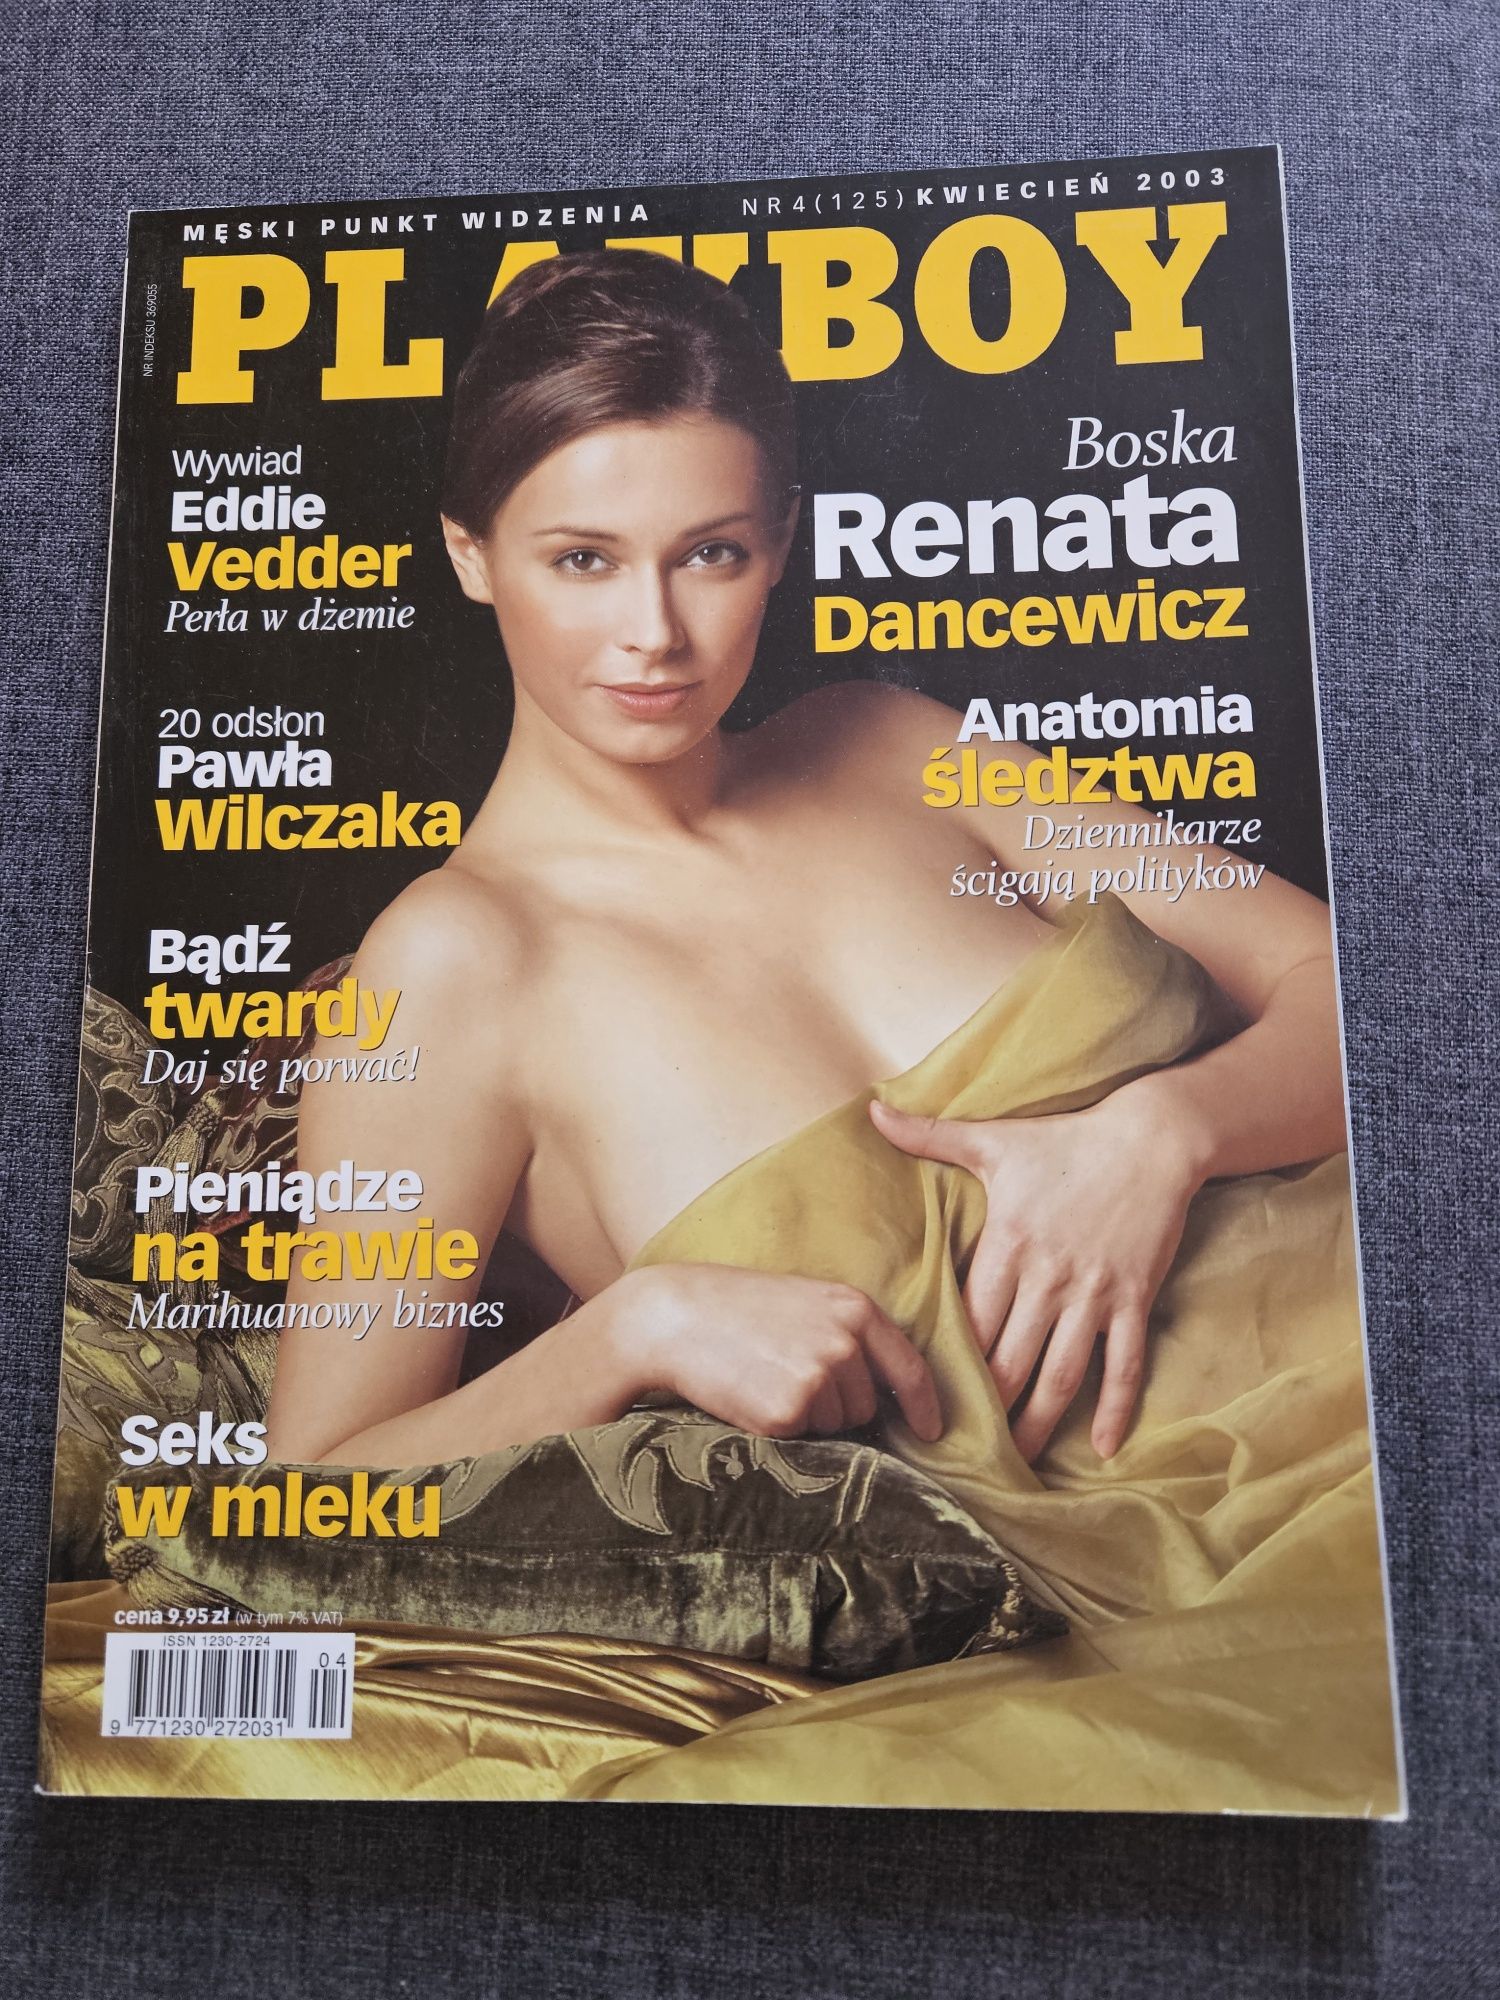 MĘSKI PUNKT WIDZENIA
NR 4 (125) KWIECIEŃ 2003
PLAYBOY
NR INDEKSU 369055
Wywiad
Eddie
Vedder
Perła w dżemie
20 odsłon
Pawła
Wilczaka
Bądź
twardy
Daj się porwać!
Pieniądze
na trawie
Marihuanowy biznes
Seks
w mleku
Boska
Renata
Dancewicz
Anatomia
śledztwa
Dziennikarze
ścigają polityków
cena 9,95 zł (w tym 7% VAT)
ISSN 1230-2724
04
9 771230 272031